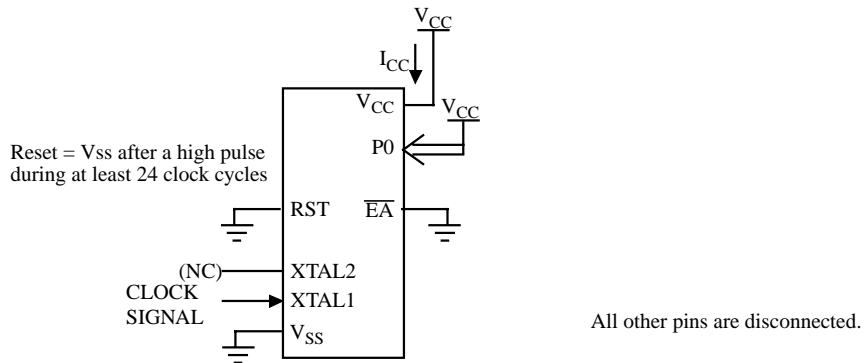 VCC
ICC
VCC
VCC
P0
Reset = Vss after a high pulse
during at least 24 clock cycles
RST
EA
(NC)
XTAL2
CLOCK
SIGNAL
XTAL1
VSS
All other pins are disconnected.